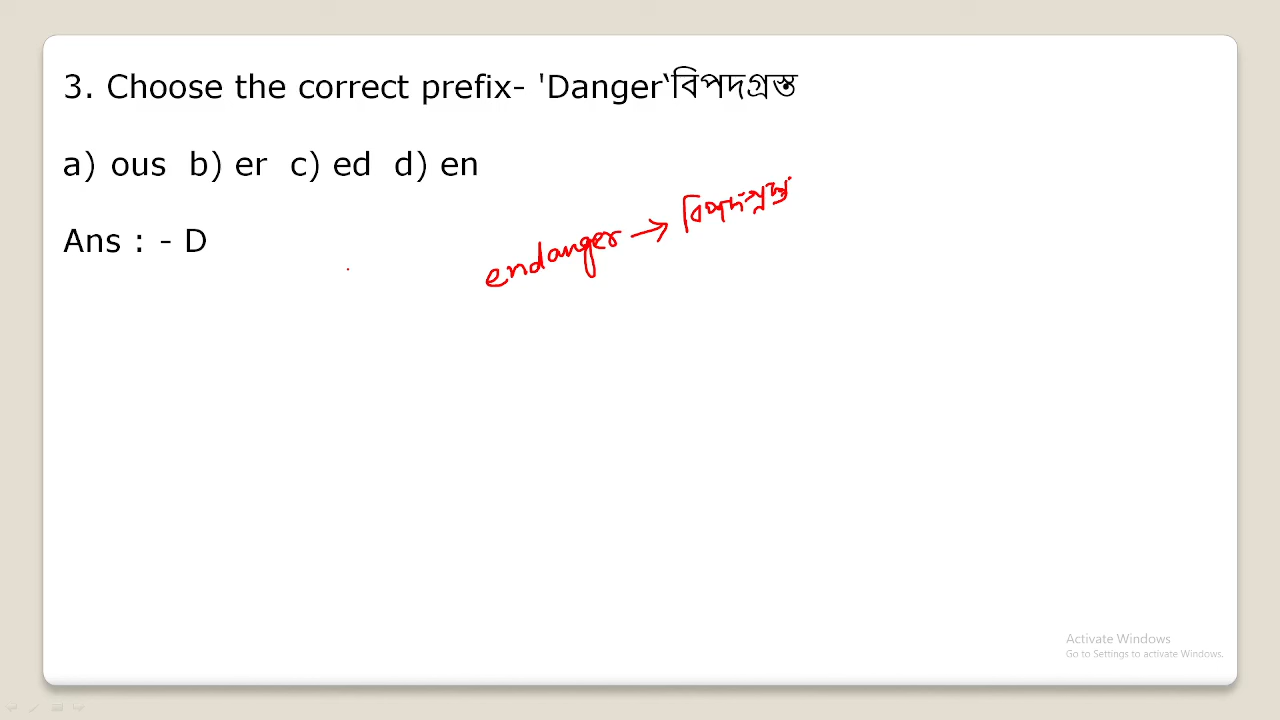 3. Choose the correct prefix- 'Danger‘বিপদগ্রস্ত
a) ous b) er c) ed d) en
Ans : - D
endanger → বিপদগ্রস্ত
Activate Windows
Go to Settings to activate Windows.